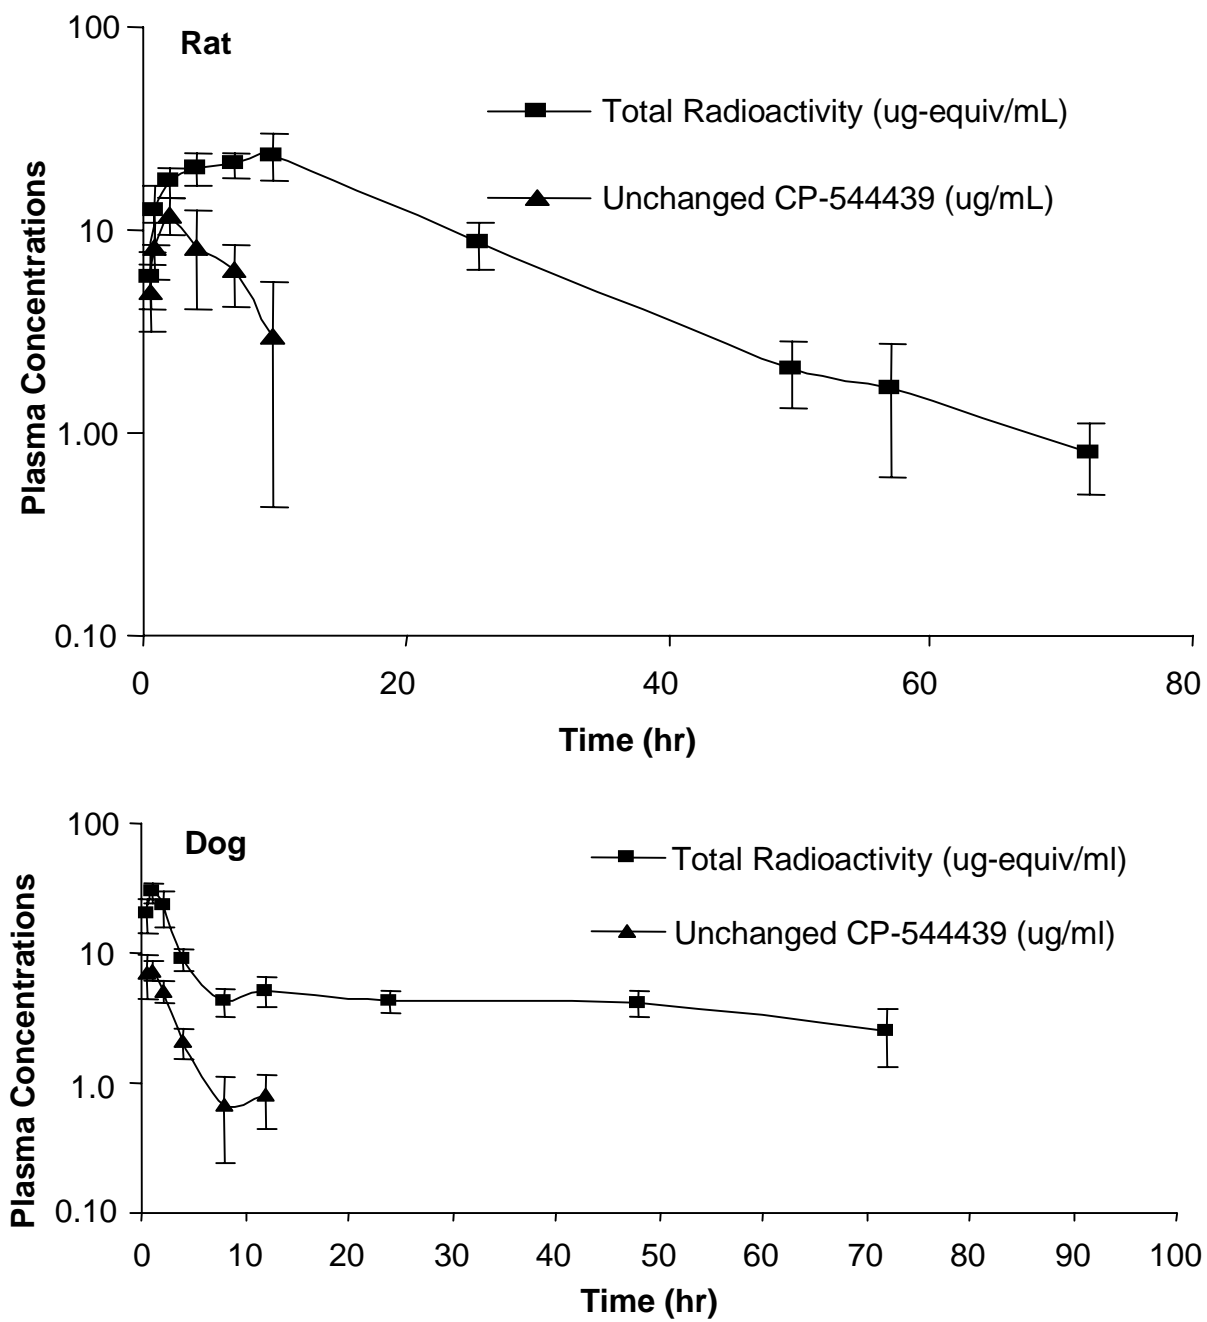 100
Rat
Total Radioactivity (ug-equiv/mL)
Unchanged CP-544439 (ug/mL)
10
1.00
0.10
Plasma Concentrations
0 20 40 60 80
Time (hr)
100
Dog
Total Radioactivity (ug-equiv/ml)
Unchanged CP-544439 (ug/ml)
10
1.0
0.10
Plasma Concentrations
0 10 20 30 40 50 60 70 80 90 100
Time (hr)